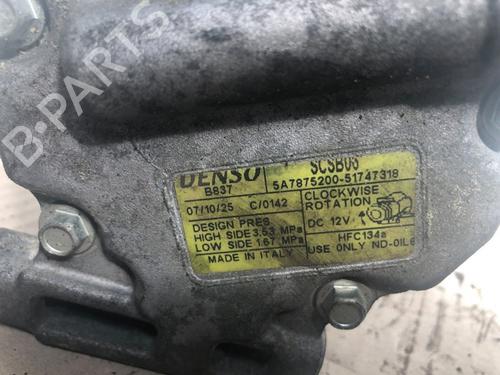 B-PARTS
DENSO
SCSB06
B837
5A7875200-51747318
07/10/25 C/0142
CLOCKWISE
ROTATION
DESIGN PRES
HIGH SIDE 3.53 MPa
DC 12V
LOW SIDE 1.67 MPa
HFC134a
MADE IN ITALY
USE ONLY ND-OIL8